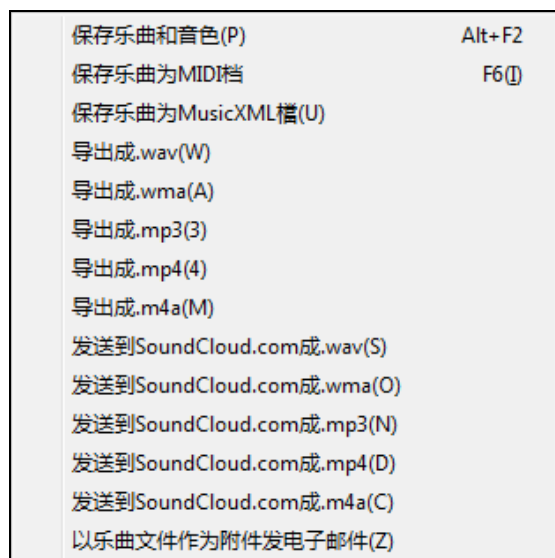 保存乐曲和音色(P) Alt+F2
保存乐曲为MIDI档 F6(I)
保存乐曲为MusicXML檔(U)
导出成.wav(W)
导出成.wma(A)
导出成.mp3(3)
导出成.mp4(4)
导出成.m4a(M)
发送到SoundCloud.com成.wav(S)
发送到SoundCloud.com成.wma(O)
发送到SoundCloud.com成.mp3(N)
发送到SoundCloud.com成.mp4(D)
发送到SoundCloud.com成.m4a(C)
以乐曲文件作为附件发电子邮件(Z)